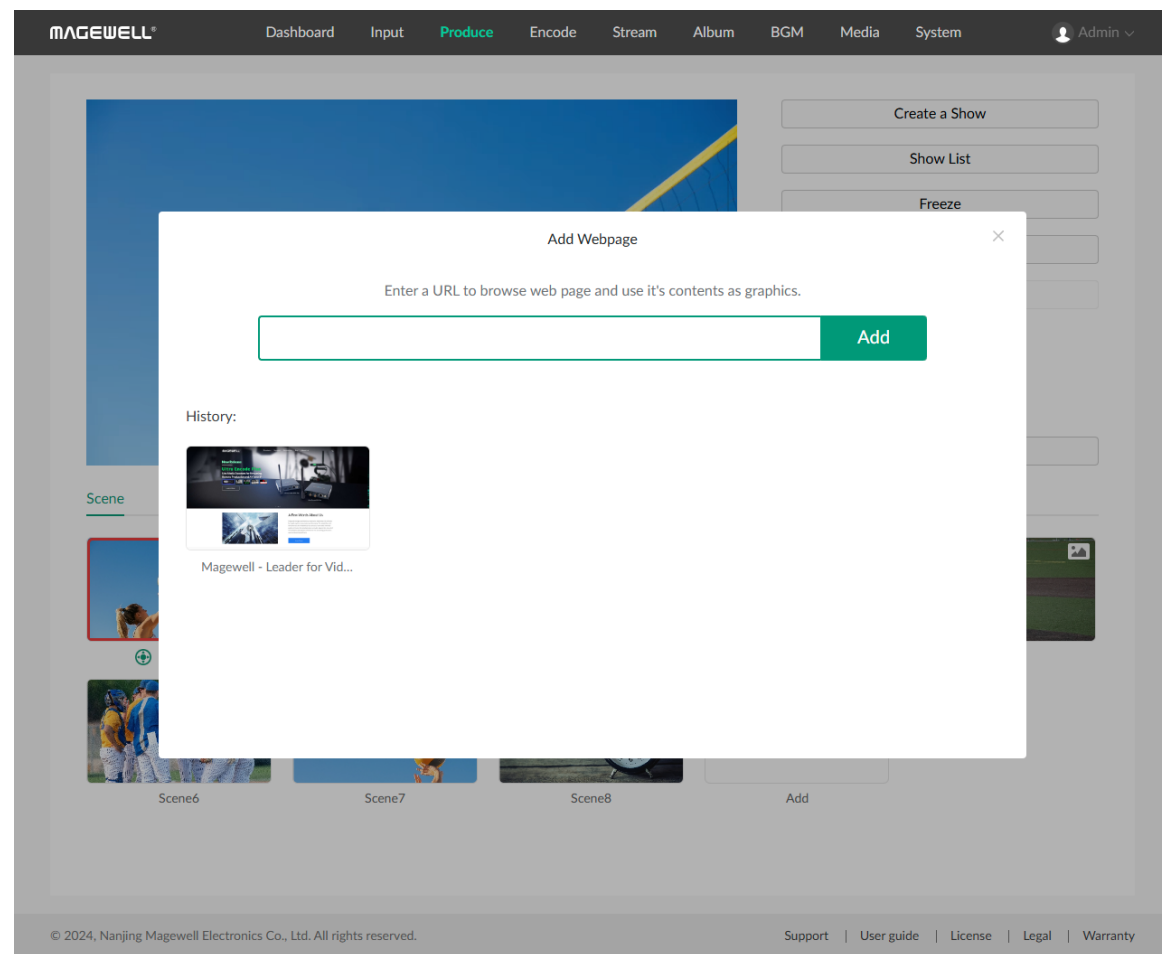 MAGEWELL®
Dashboard Input Produce Encode Stream Album BGM Media System Admin
Create a Show
Show List
Freeze
Add Webpage
Enter a URL to browse web page and use it's contents as graphics.
Add
History:
Magewell - Leader for Vid...
Scene
Scene6 Scene7 Scene8 Add
© 2024, Nanjing Magewell Electronics Co., Ltd. All rights reserved.
Support | User guide | License | Legal | Warranty